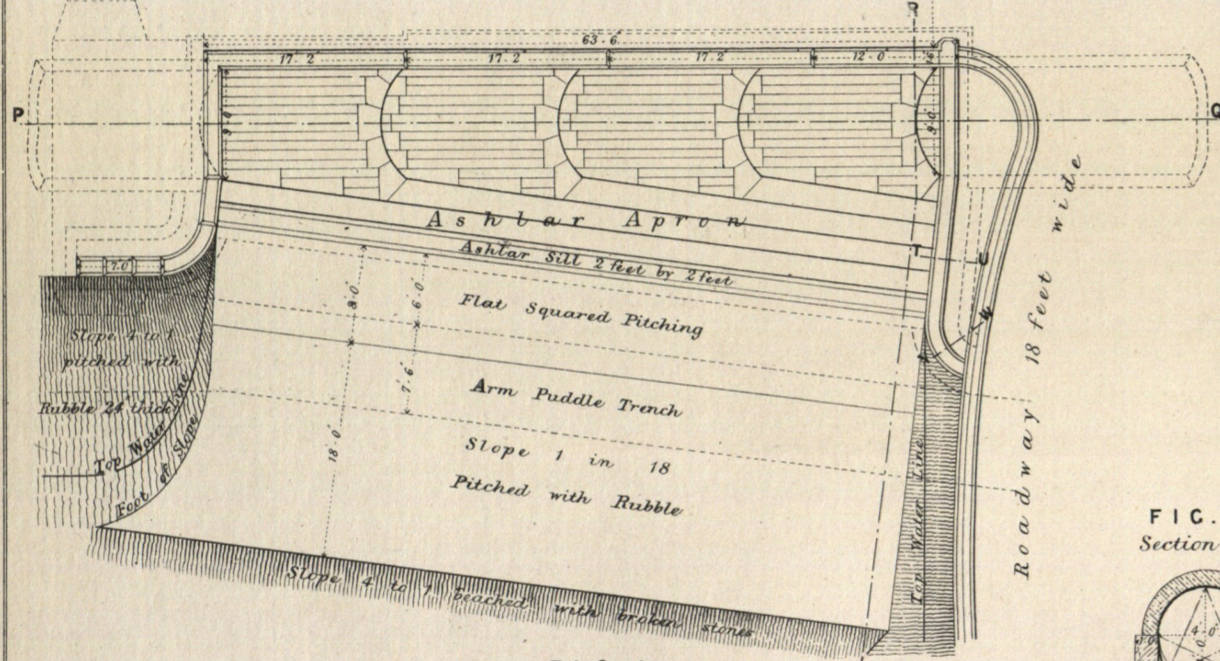 R
63·6"
17' 2"
17' 2"
17' 2"
12'·0"
P
9·0
9·0
Q
Ashlar Apron
Ashlar Sill 2 feet by 2 feet
T
U
7·0"
Flat Squared Pitching
8·0"
6·0"
7·6"
18·0"
Arm Puddle Trench
Slope 1 in 18
Pitched with Rubble
Slope 4 to 1
pitched with
Rubble 24" thick
Top Water Line
Foot of Slope
Slope 4 to 1 beached with broken stones
Top Water Line
Roadway 18 feet wide
FIG.
Section
4·0"